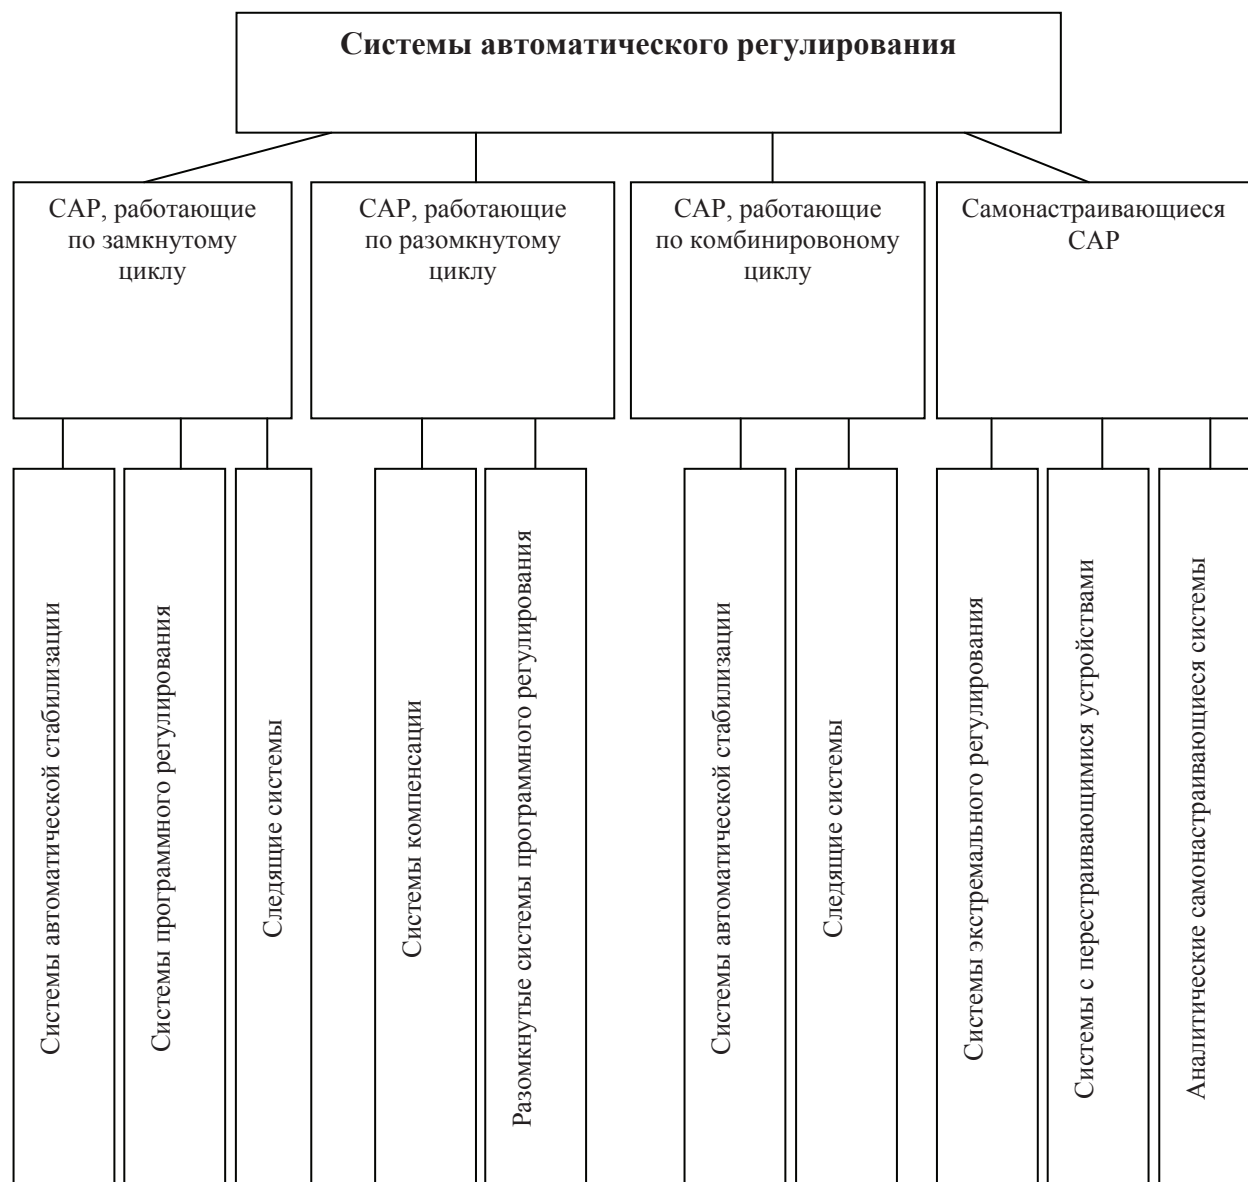 Системы автоматического регулирования
САР, работающие
по замкнутому
циклу
САР, работающие
по разомкнутому
циклу
САР, работающие
по комбинировоному
циклу
Самонастраивающиеся
САР
Системы автоматической стабилизации
Системы программного регулирования
Следящие системы
Системы компенсации
Разомкнутые системы программного регулирования
Системы автоматической стабилизации
Следящие системы
Системы экстремального регулирования
Системы с перестраивающимися устройствами
Аналитические самонастраивающиеся системы